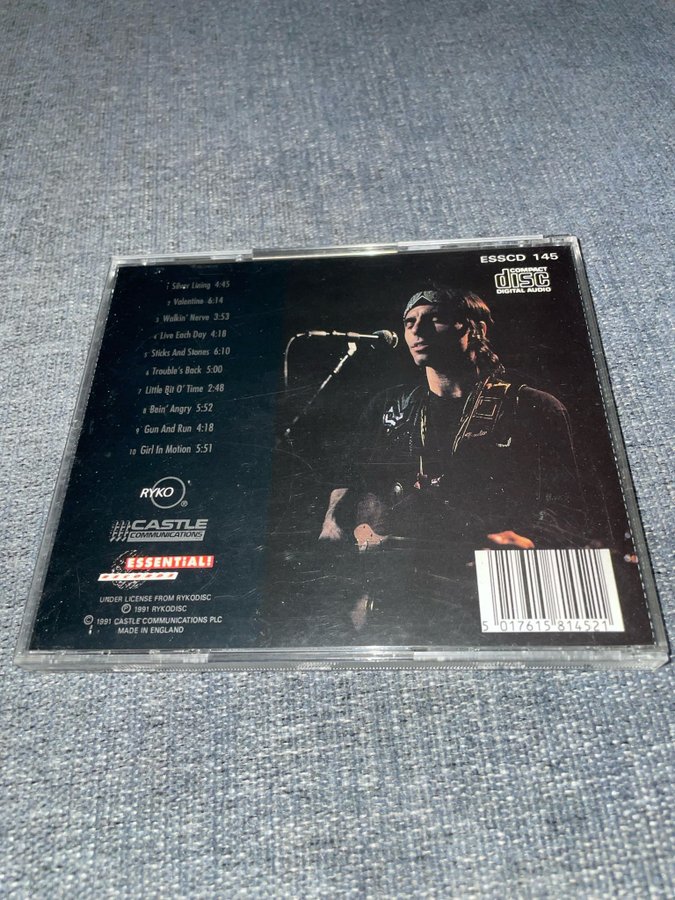 ESSCD 145
COMPACT
disc
DIGITAL AUDIO
1 Silver Lining 4:45
2 Valentine 6:14
3 Walkin' Nerve 3:53
4 Live Each Day 4:18
5 Sticks And Stones 6:10
6 Trouble's Back 5:00
7 Little Bit O' Time 2:48
8 Bein' Angry 5:52
9 Gun And Run 4:18
10 Girl In Motion 5:51
RYKO ®
CASTLE
COMMUNICATIONS
ESSENTIAL!
RECORDS
UNDER LICENSE FROM RYKODISC
℗ 1991 RYKODISC
© 1991 CASTLE COMMUNICATIONS PLC
MADE IN ENGLAND
5 017615 814521